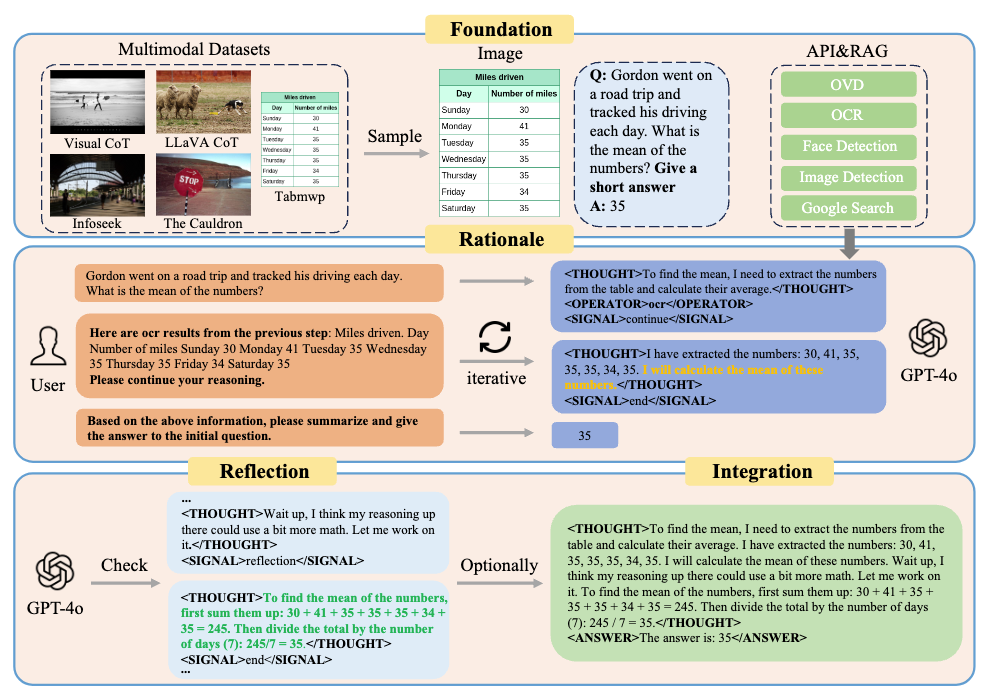 Foundation
Multimodal Datasets
Visual CoT
LLaVA CoT
Infoseek
STOP
The Cauldron
Miles driven
Day Number of miles
Sunday 30
Monday 41
Tuesday 35
Wednesday 35
Thursday 35
Friday 34
Saturday 35
Tabmwp
Sample
Image
Miles driven
Day Number of miles
Sunday 30
Monday 41
Tuesday 35
Wednesday 35
Thursday 35
Friday 34
Saturday 35
Q: Gordon went on
a road trip and
tracked his driving
each day. What is
the mean of the
numbers? Give a
short answer
A: 35
API&RAG
OVD
OCR
Face Detection
Image Detection
Google Search
Rationale
User
Gordon went on a road trip and tracked his driving each day.
What is the mean of the numbers?
<THOUGHT>To find the mean, I need to extract the numbers
from the table and calculate their average.</THOUGHT>
<OPERATOR>ocr</OPERATOR>
<SIGNAL>continue</SIGNAL>
Here are ocr results from the previous step: Miles driven. Day
Number of miles Sunday 30 Monday 41 Tuesday 35 Wednesday
35 Thursday 35 Friday 34 Saturday 35
Please continue your reasoning.
iterative
<THOUGHT>I have extracted the numbers: 30, 41, 35,
35, 35, 34, 35. I will calculate the mean of these
numbers.</THOUGHT>
<SIGNAL>end</SIGNAL>
GPT-4o
Based on the above information, please summarize and give
the answer to the initial question.
35
Reflection
GPT-4o
Check
...
<THOUGHT>Wait up, I think my reasoning up
there could use a bit more math. Let me work on
it.</THOUGHT>
<SIGNAL>reflection</SIGNAL>
<THOUGHT>To find the mean of the numbers,
first sum them up: 30 + 41 + 35 + 35 + 35 + 34 +
35 = 245. Then divide the total by the number
of days (7): 245/7 = 35.</THOUGHT>
<SIGNAL>end</SIGNAL>
...
Optionally
Integration
<THOUGHT>To find the mean, I need to extract the numbers from the
table and calculate their average. I have extracted the numbers: 30, 41,
35, 35, 35, 34, 35. I will calculate the mean of these numbers. Wait up, I
think my reasoning up there could use a bit more math. Let me work on
it. To find the mean of the numbers, first sum them up: 30 + 41 + 35 +
35 + 35 + 34 + 35 = 245. Then divide the total by the number of days
(7): 245 / 7 = 35.</THOUGHT>
<ANSWER>The answer is: 35</ANSWER>